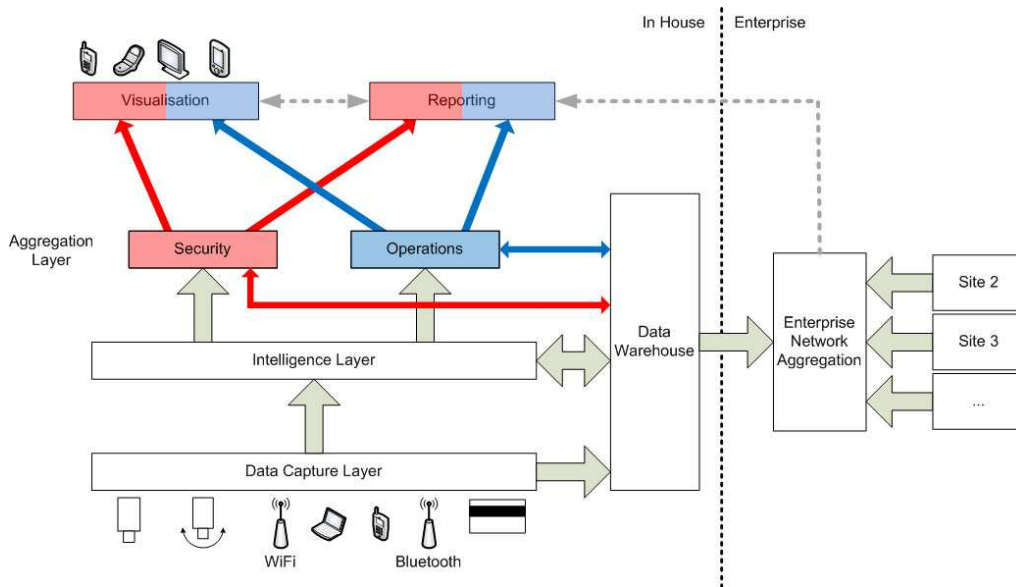 In House
Enterprise
Visualisation
Reporting
Aggregation
Layer
Security
Operations
Data
Warehouse
Enterprise
Network
Aggregation
Site 2
Site 3
...
Intelligence Layer
Data Capture Layer
WiFi
Bluetooth